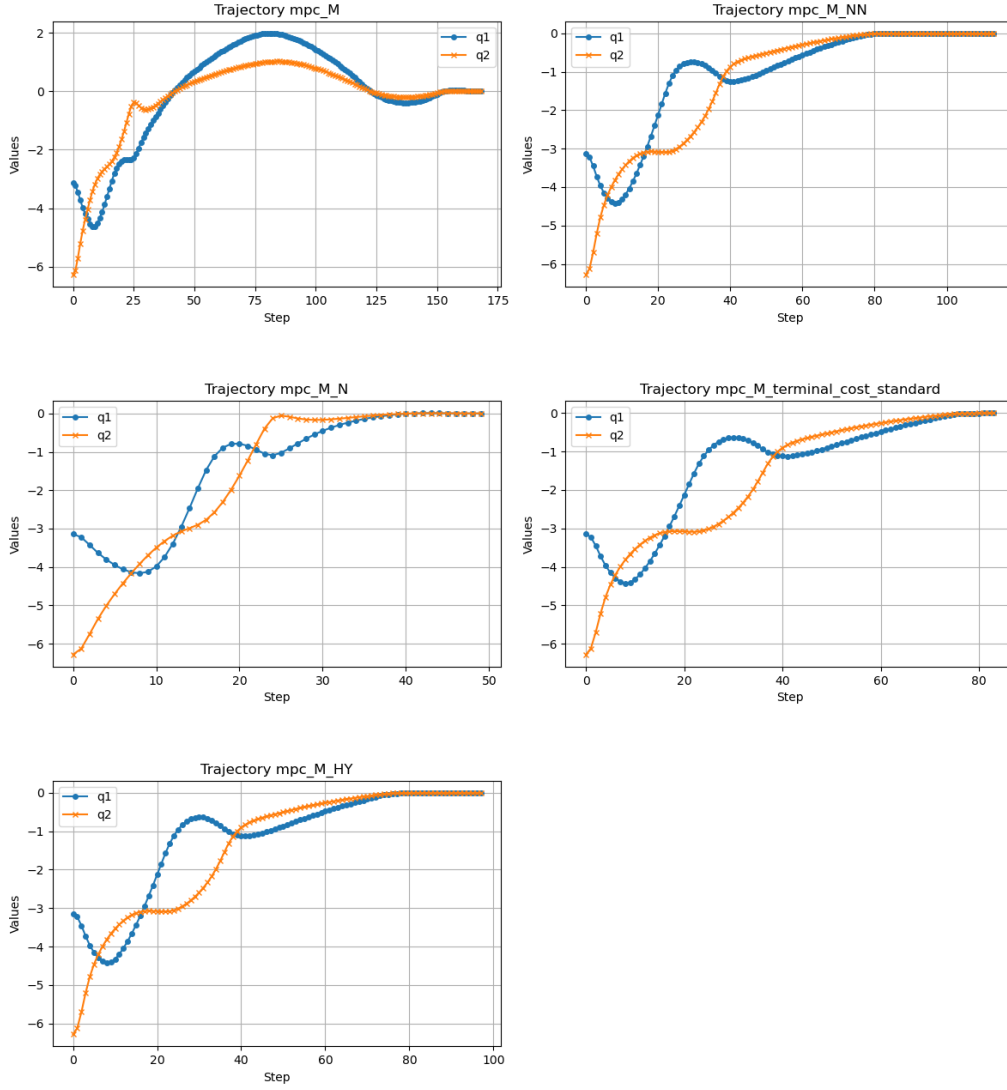 Trajectory mpc_M
2
0
−2
−4
−6
Values
q1
q2
0 25 50 75 100 125 150 175
Step
Trajectory mpc_M_NN
0
−1
−2
−3
−4
−5
−6
Values
q1
q2
0 20 40 60 80 100
Step
Trajectory mpc_M_N
0
−1
−2
−3
−4
−5
−6
Values
q1
q2
0 10 20 30 40 50
Step
Trajectory mpc_M_terminal_cost_standard
0
−1
−2
−3
−4
−5
−6
Values
q1
q2
0 20 40 60 80
Step
Trajectory mpc_M_HY
0
−1
−2
−3
−4
−5
−6
Values
q1
q2
0 20 40 60 80 100
Step